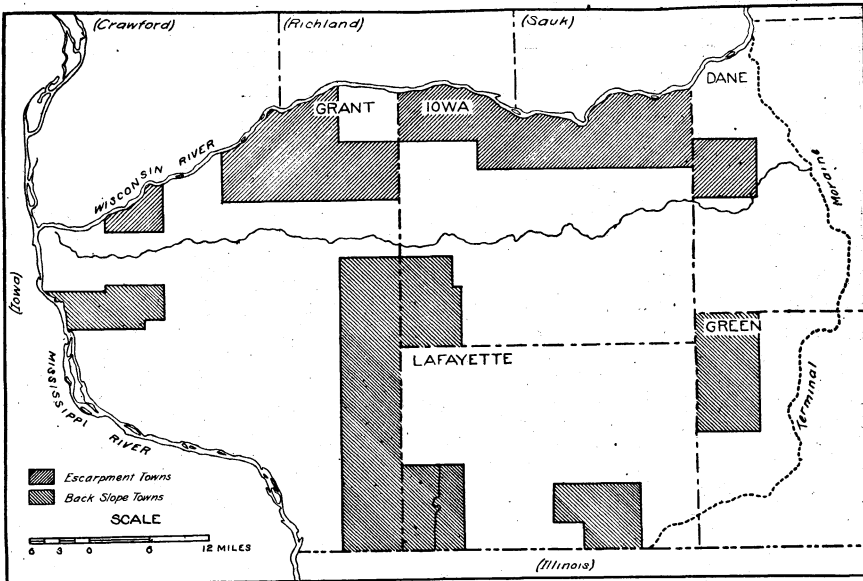 (Crawford)
(Richland)
(Sauk)
DANE
GRANT
IOWA
WISCONSIN RIVER
Moraine
(Iowa)
GREEN
LAFAYETTE
MISSISSIPPI
RIVER
Terminal
Escarpment Towns
Back Slope Towns
SCALE
6 3 0 6 12 MILES
(Illinois)